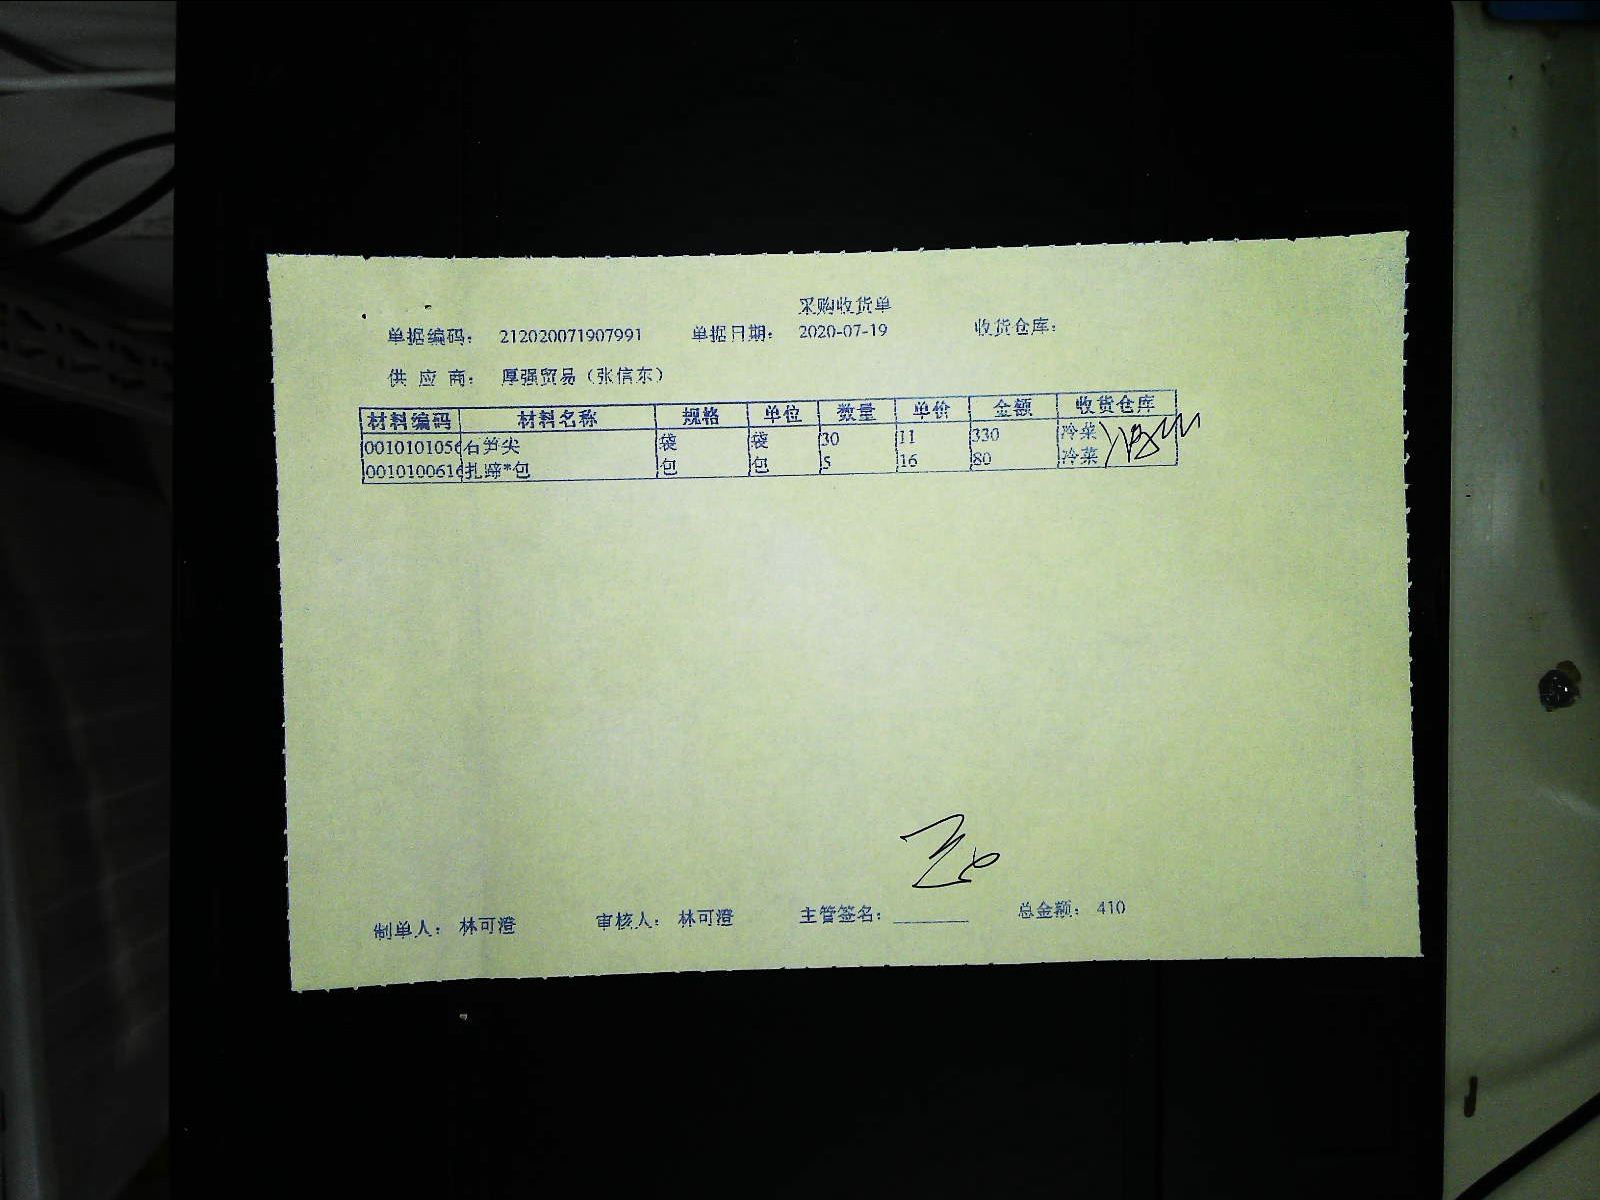 采购收货单
单据编码: 212020071907991 单据日期: 2020-07-19 收货仓库:
供 应 商: 厚强贸易（张信东）
材料编码 材料名称 规格 单位 数量 单价 金额 收货仓库
0010101056 石笋尖 袋 袋 30 11 330 冷菜
0010100616 扎蹄*包 包 包 5 16 80 冷菜
制单人: 林可澄 审核人: 林可澄 主管签名: ________ 总金额: 410